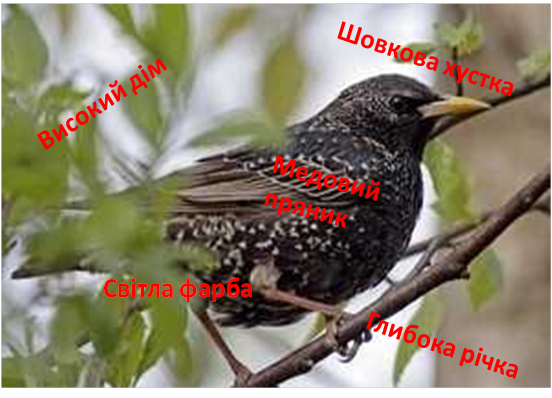 Шовкова хустка
Високий дім
Медовий
пряник
Світла фарба
Глибока річка